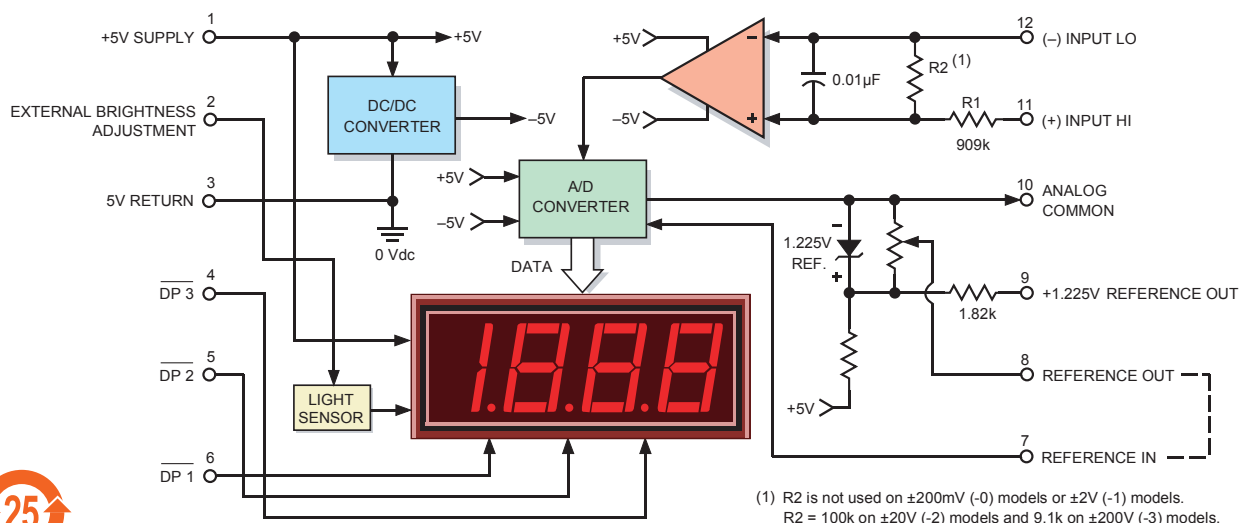 1
+5V SUPPLY
+5V
2
EXTERNAL BRIGHTNESS
ADJUSTMENT
DC/DC
CONVERTER
–5V
3
5V RETURN
0 Vdc
4
DP 3
5
DP 2
6
DP 1
LIGHT
SENSOR
+5V
–5V
–
+
0.01µF
R2 (1)
R1
909k
12
(–) INPUT LO
11
(+) INPUT HI
+5V
–5V
A/D
CONVERTER
DATA
1.8.8.8
10
ANALOG
COMMON
–
1.225V
REF.
+
9
+1.225V REFERENCE OUT
1.82k
+5V
8
REFERENCE OUT
7
REFERENCE IN
25
(1) R2 is not used on ±200mV (-0) models or ±2V (-1) models.
R2 = 100k on ±20V (-2) models and 9.1k on ±200V (-3) models.